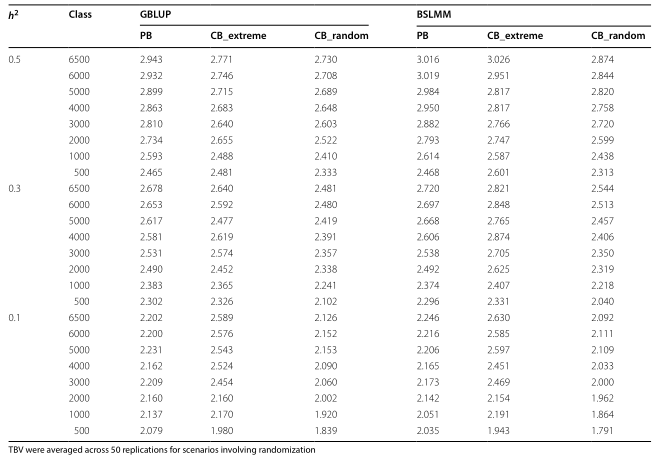 h2 Class GBLUP BSLMM
PB CB_extreme CB_random PB CB_extreme CB_random
0.5 6500 2.943 2.771 2.730 3.016 3.026 2.874
6000 2.932 2.746 2.708 3.019 2.951 2.844
5000 2.899 2.715 2.689 2.984 2.817 2.820
4000 2.863 2.683 2.648 2.950 2.817 2.758
3000 2.810 2.640 2.603 2.882 2.766 2.720
2000 2.734 2.655 2.522 2.793 2.747 2.599
1000 2.593 2.488 2.410 2.614 2.587 2.438
500 2.465 2.481 2.333 2.468 2.601 2.313
0.3 6500 2.678 2.640 2.481 2.720 2.821 2.544
6000 2.653 2.592 2.480 2.697 2.848 2.513
5000 2.617 2.477 2.419 2.668 2.765 2.457
4000 2.581 2.619 2.391 2.606 2.874 2.406
3000 2.531 2.574 2.357 2.538 2.705 2.350
2000 2.490 2.452 2.338 2.492 2.625 2.319
1000 2.383 2.365 2.241 2.374 2.407 2.218
500 2.302 2.326 2.102 2.296 2.331 2.040
0.1 6500 2.202 2.589 2.126 2.246 2.630 2.092
6000 2.200 2.576 2.152 2.216 2.585 2.111
5000 2.231 2.543 2.153 2.206 2.597 2.109
4000 2.162 2.524 2.090 2.165 2.451 2.033
3000 2.209 2.454 2.060 2.173 2.469 2.000
2000 2.160 2.160 2.002 2.142 2.154 1.962
1000 2.137 2.170 1.920 2.051 2.191 1.864
500 2.079 1.980 1.839 2.035 1.943 1.791
TBV were averaged across 50 replications for scenarios involving randomization